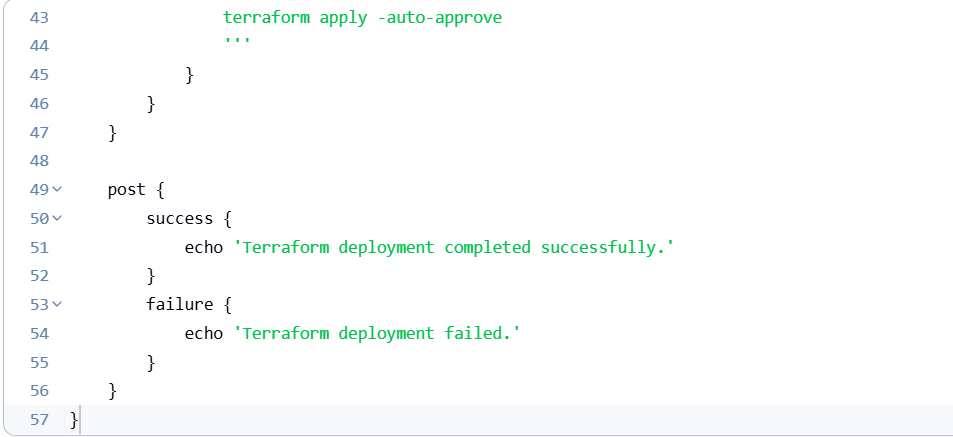 43                terraform apply -auto-approve
44                '''
45            }
46        }
47    }
48
49    post {
50        success {
51            echo 'Terraform deployment completed successfully.'
52        }
53        failure {
54            echo 'Terraform deployment failed.'
55        }
56    }
57 }